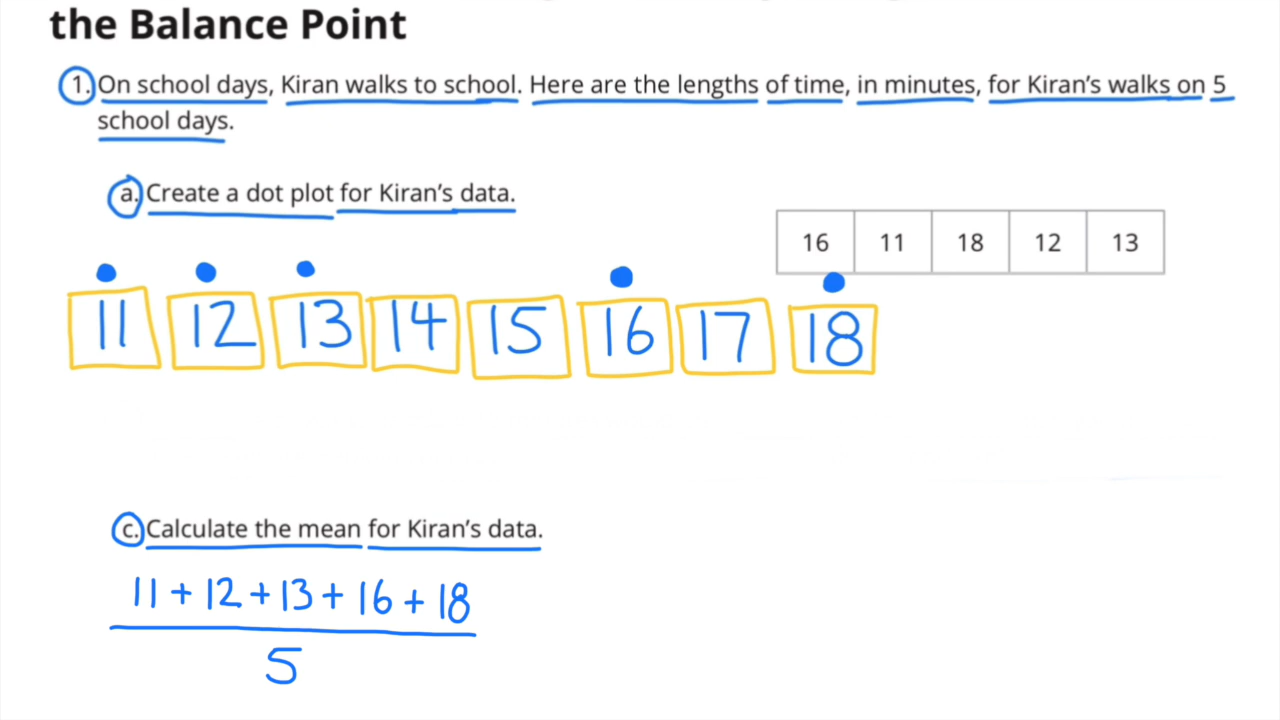 the Balance Point
1. On school days, Kiran walks to school. Here are the lengths of time, in minutes, for Kiran's walks on 5
school days.
a. Create a dot plot for Kiran's data.
16 11 18 12 13
11 12 13 14 15 16 17 18
c. Calculate the mean for Kiran's data.
11 + 12 + 13 + 16 + 18
5